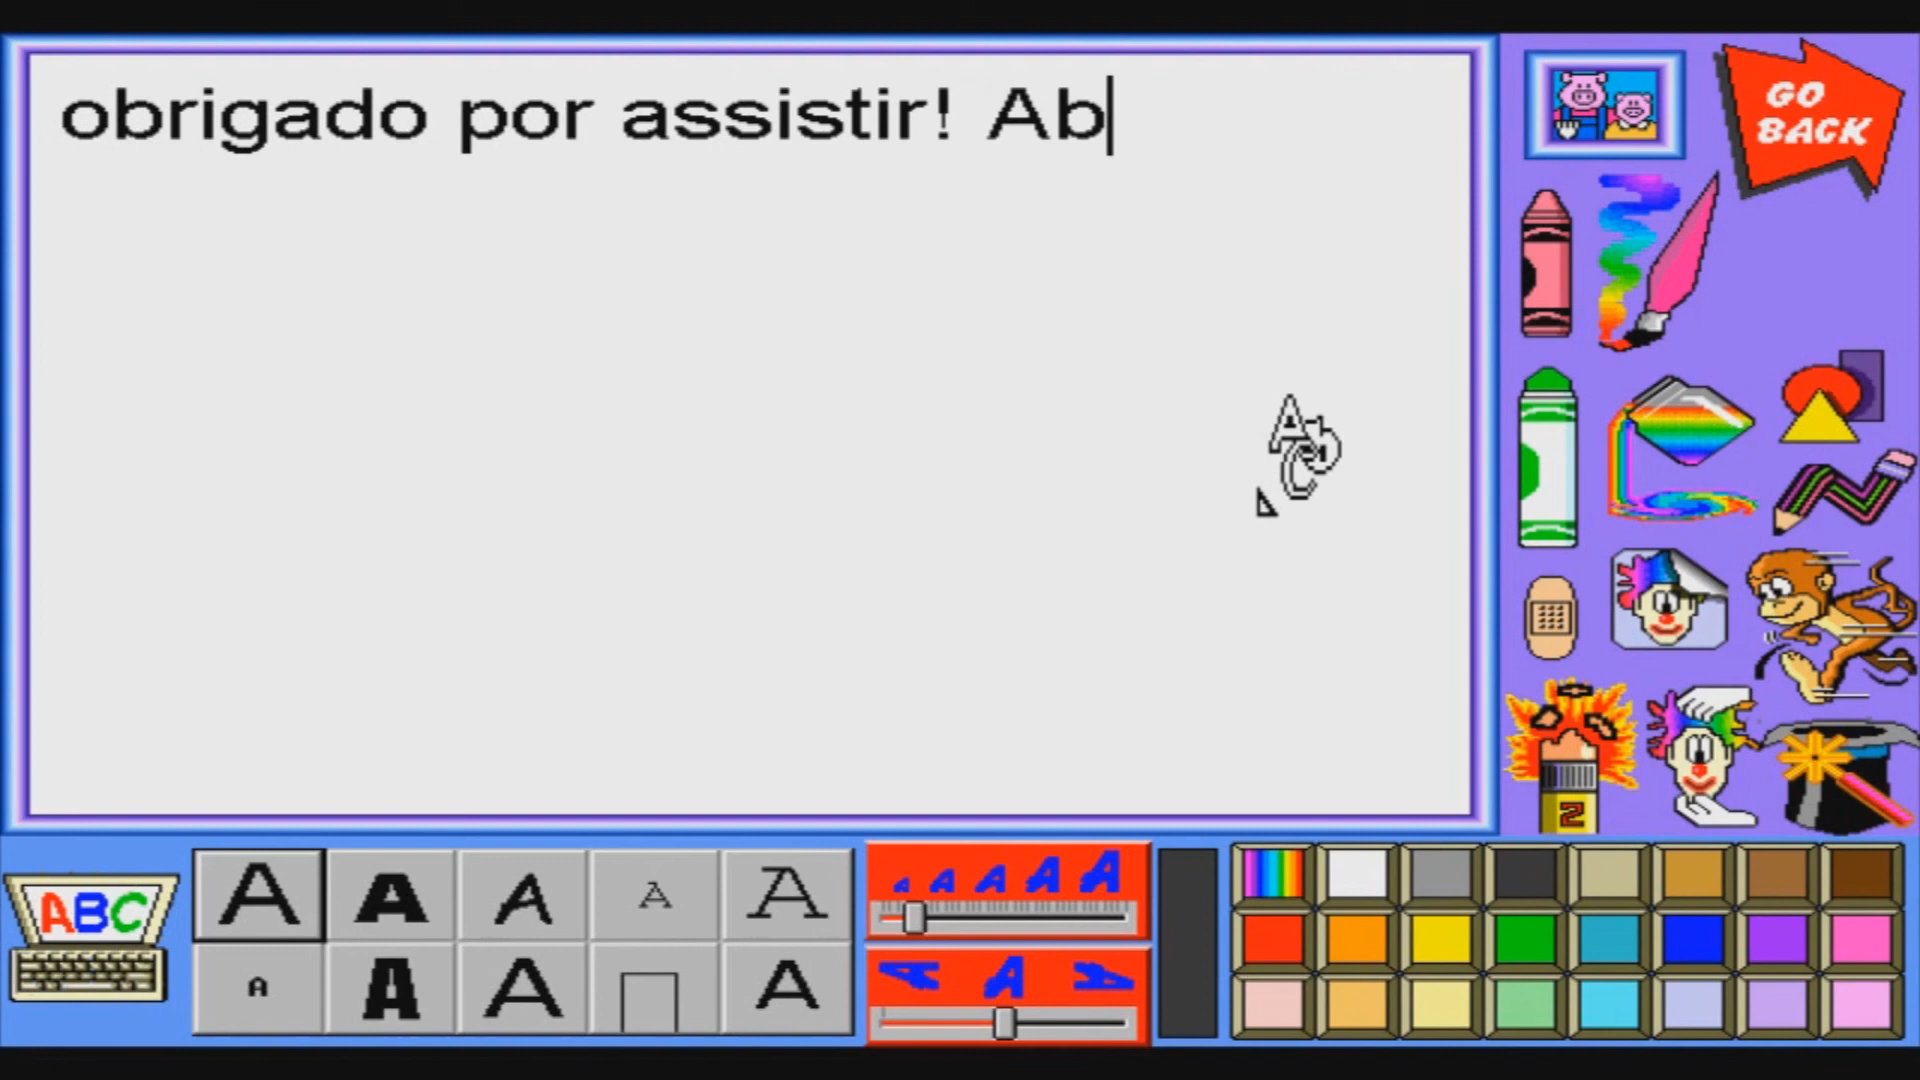 obrigado por assistir! Ab
GO
BACK
ABC
A A A A A
A A A A
A A A A A
A A A
Z